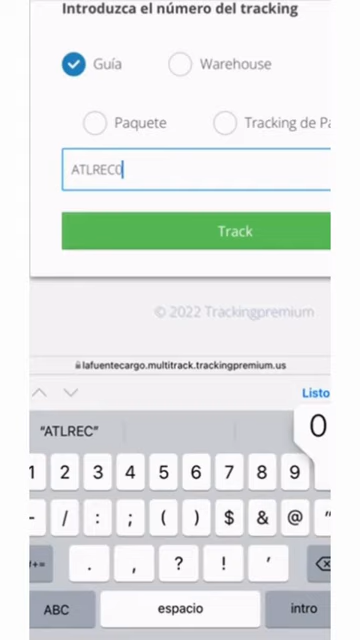 Introduzca el número del tracking
Guía
Warehouse
Paquete
Tracking de Pa
ATLREC0
Track
© 2022 Trackingpremium
lafuentecargo.multitrack.trackingpremium.us
Listo
"ATLREC"
0
1 2 3 4 5 6 7 8 9
- / : ; ( ) $ & @ "
#+= . , ? ! '
ABC espacio intro